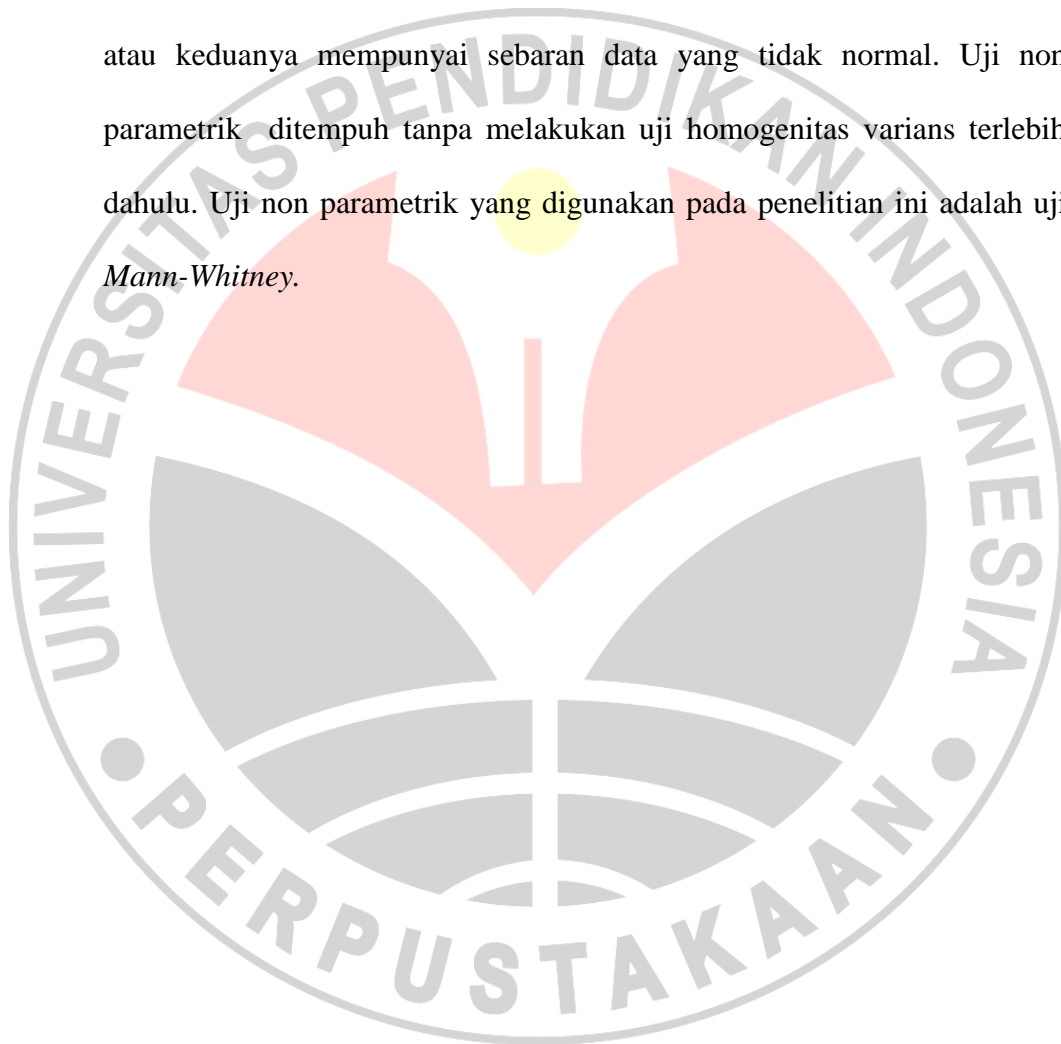 atau keduanya mempunyai sebaran data yang tidak normal. Uji non
parametrik ditempuh tanpa melakukan uji homogenitas varians terlebih
dahulu. Uji non parametrik yang digunakan pada penelitian ini adalah uji
Mann-Whitney.
UNIVERSITAS PENDIDIKAN INDONESIA
PERPUSTAKAAN